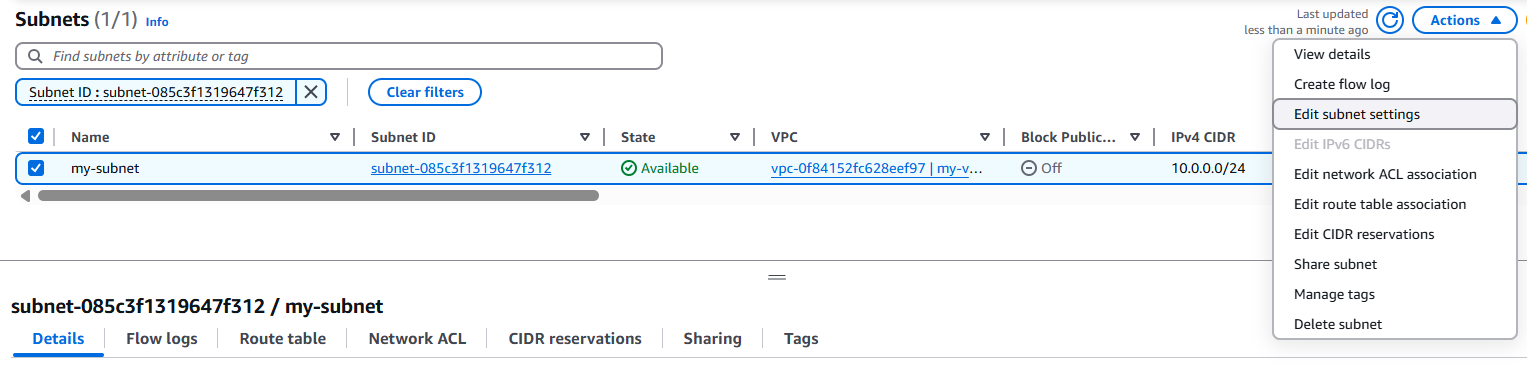 Subnets (1/1) Info
Last updated
less than a minute ago
Actions
Find subnets by attribute or tag
Subnet ID : subnet-085c3f1319647f312
Clear filters
Name Subnet ID State VPC Block Public... IPv4 CIDR
my-subnet subnet-085c3f1319647f312 Available vpc-0f84152fc628eef97 | my-v... Off 10.0.0.0/24
View details
Create flow log
Edit subnet settings
Edit IPv6 CIDRs
Edit network ACL association
Edit route table association
Edit CIDR reservations
Share subnet
Manage tags
Delete subnet
subnet-085c3f1319647f312 / my-subnet
Details Flow logs Route table Network ACL CIDR reservations Sharing Tags